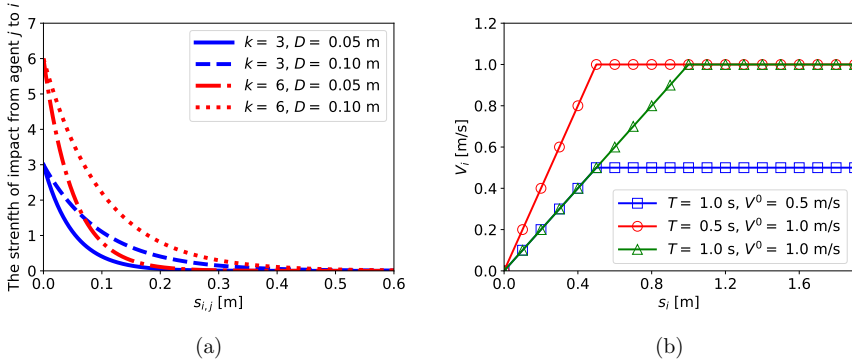 The strenfth of impact from agent j to i
7
6
5
4
3
2
1
0
0.0 0.1 0.2 0.3 0.4 0.5 0.6
s_{i,j} [m]
k = 3, D = 0.05 m
k = 3, D = 0.10 m
k = 6, D = 0.05 m
k = 6, D = 0.10 m
(a)
V_i [m/s]
1.2
1.0
0.8
0.6
0.4
0.2
0.0
0.0 0.4 0.8 1.2 1.6
s_i [m]
T = 1.0 s, V^0 = 0.5 m/s
T = 0.5 s, V^0 = 1.0 m/s
T = 1.0 s, V^0 = 1.0 m/s
(b)